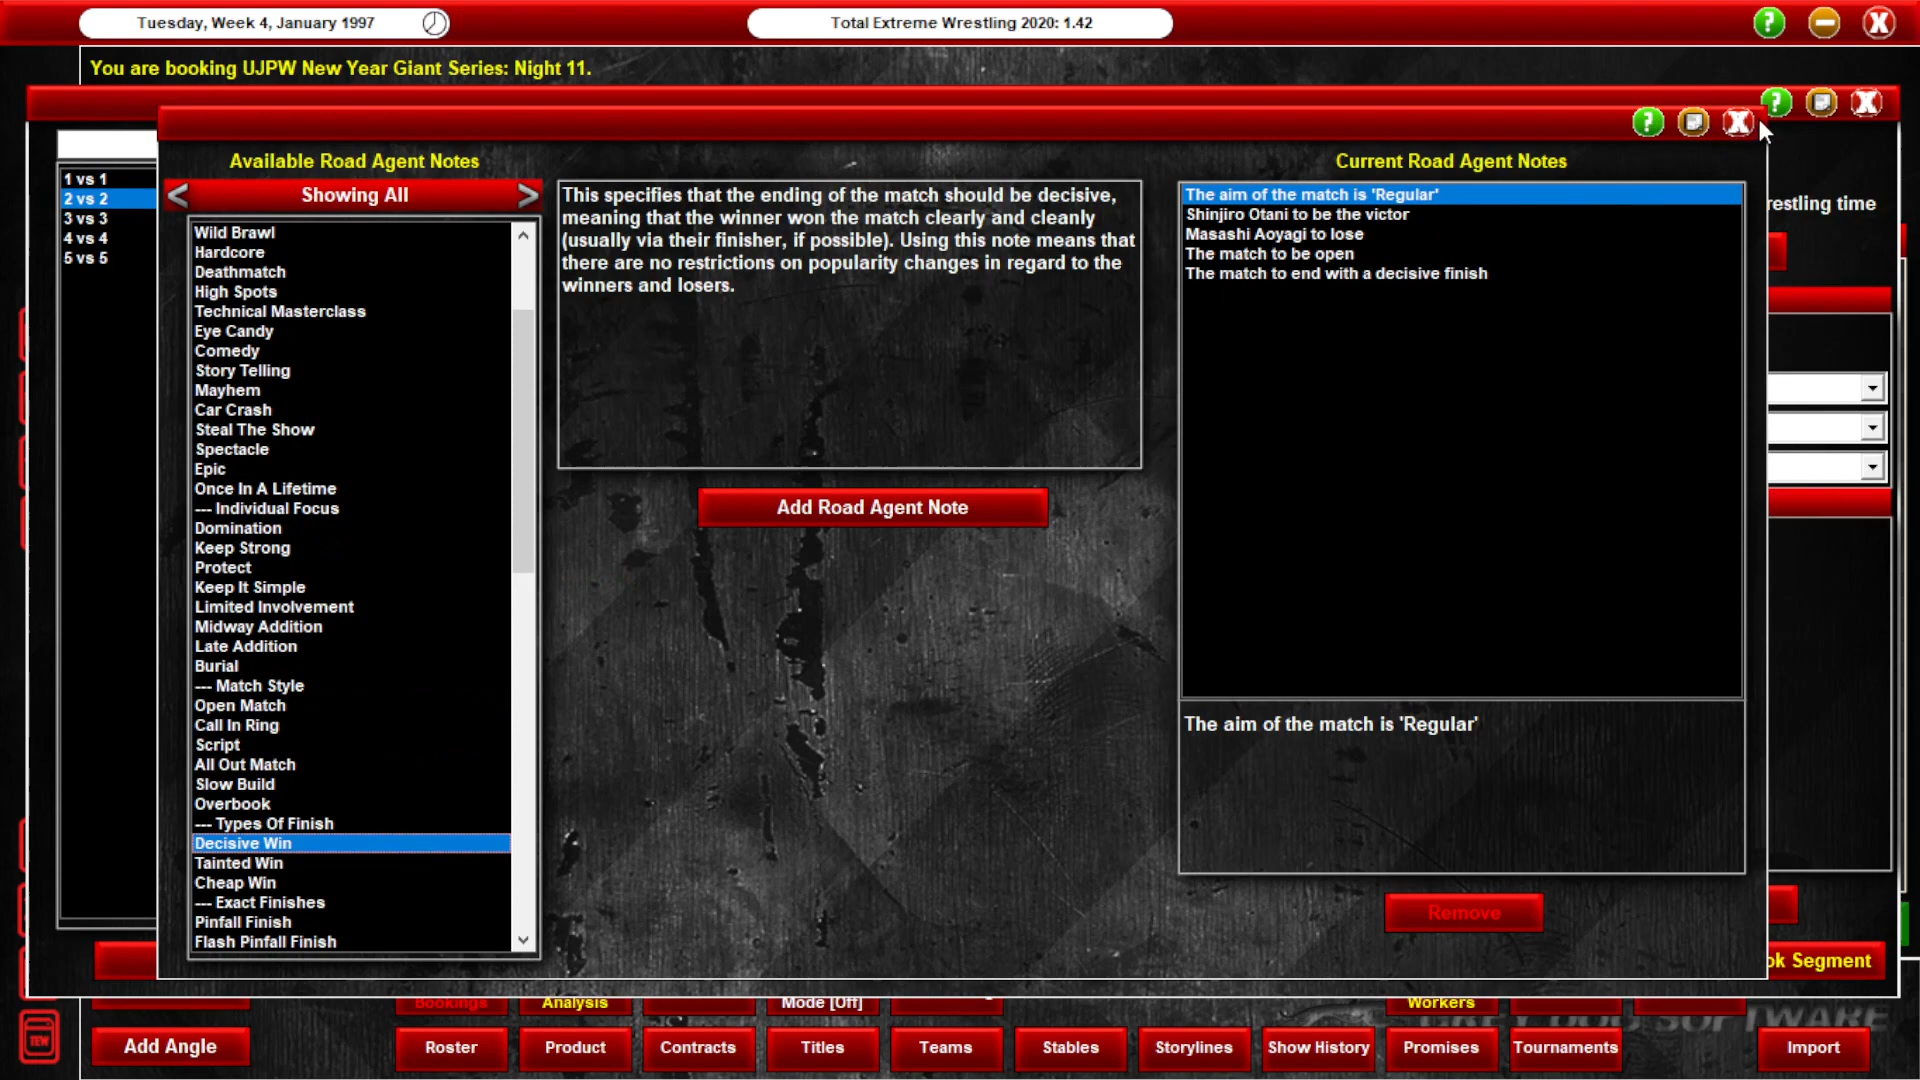 Tuesday, Week 4, January 1997
Total Extreme Wrestling 2020: 1.42
You are booking UJPW New Year Giant Series: Night 11.
Available Road Agent Notes
Current Road Agent Notes
Showing All
1 vs 1
2 vs 2
3 vs 3
4 vs 4
5 vs 5
Wild Brawl
Hardcore
Deathmatch
High Spots
Technical Masterclass
Eye Candy
Comedy
Story Telling
Mayhem
Car Crash
Steal The Show
Spectacle
Epic
Once In A Lifetime
--- Individual Focus
Domination
Keep Strong
Protect
Keep It Simple
Limited Involvement
Midway Addition
Late Addition
Burial
--- Match Style
Open Match
Call In Ring
Script
All Out Match
Slow Build
Overbook
--- Types Of Finish
Decisive Win
Tainted Win
Cheap Win
--- Exact Finishes
Pinfall Finish
Flash Pinfall Finish
This specifies that the ending of the match should be decisive,
meaning that the winner won the match clearly and cleanly
(usually via their finisher, if possible). Using this note means that
there are no restrictions on popularity changes in regard to the
winners and losers.
Add Road Agent Note
The aim of the match is 'Regular'
Shinjiro Otani to be the victor
Masashi Aoyagi to lose
The match to be open
The match to end with a decisive finish
The aim of the match is 'Regular'
Remove
restling time
ok Segment
Bookings
Analysis
Mode [Off]
Workers
GREY DOG SOFTWARE
TEW
Add Angle
Roster
Product
Contracts
Titles
Teams
Stables
Storylines
Show History
Promises
Tournaments
Import